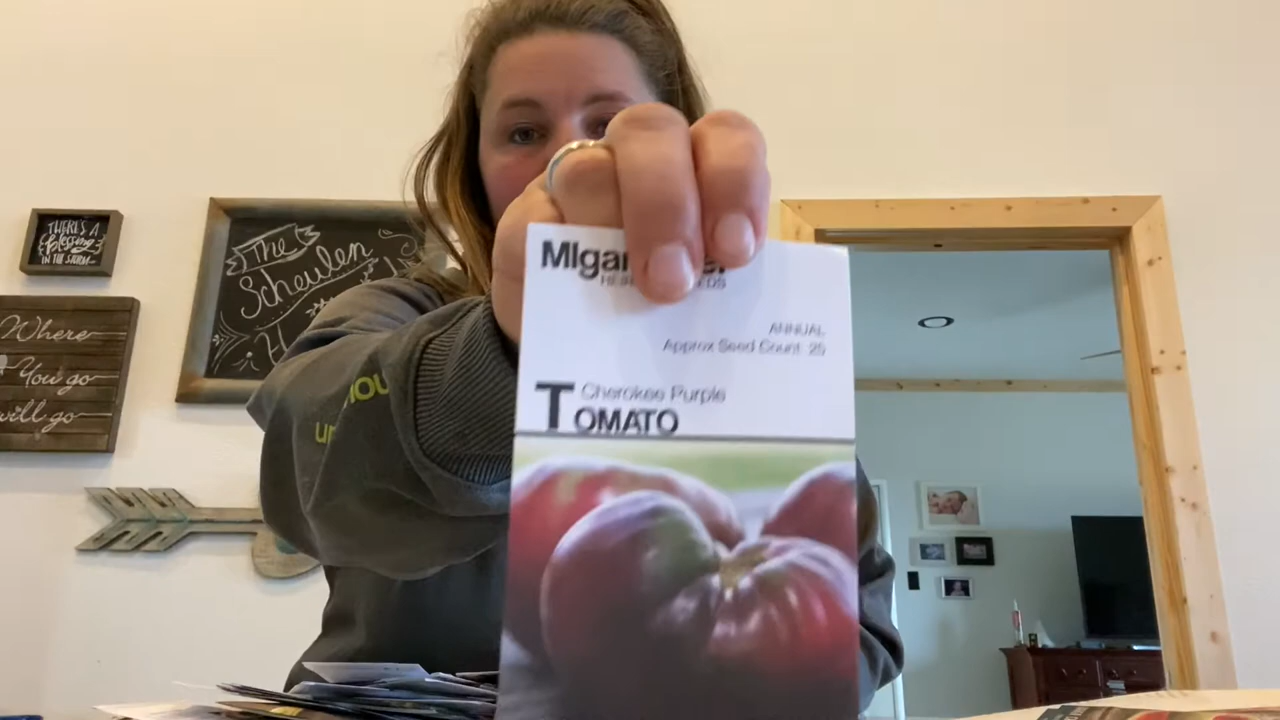 THERE'S A
blessing
IN THE STORM
The
Scheulen
Where
You go
will go
MIgar
ANNUAL
Approx Seed Count: 25
Cherokee Purple
TOMATO